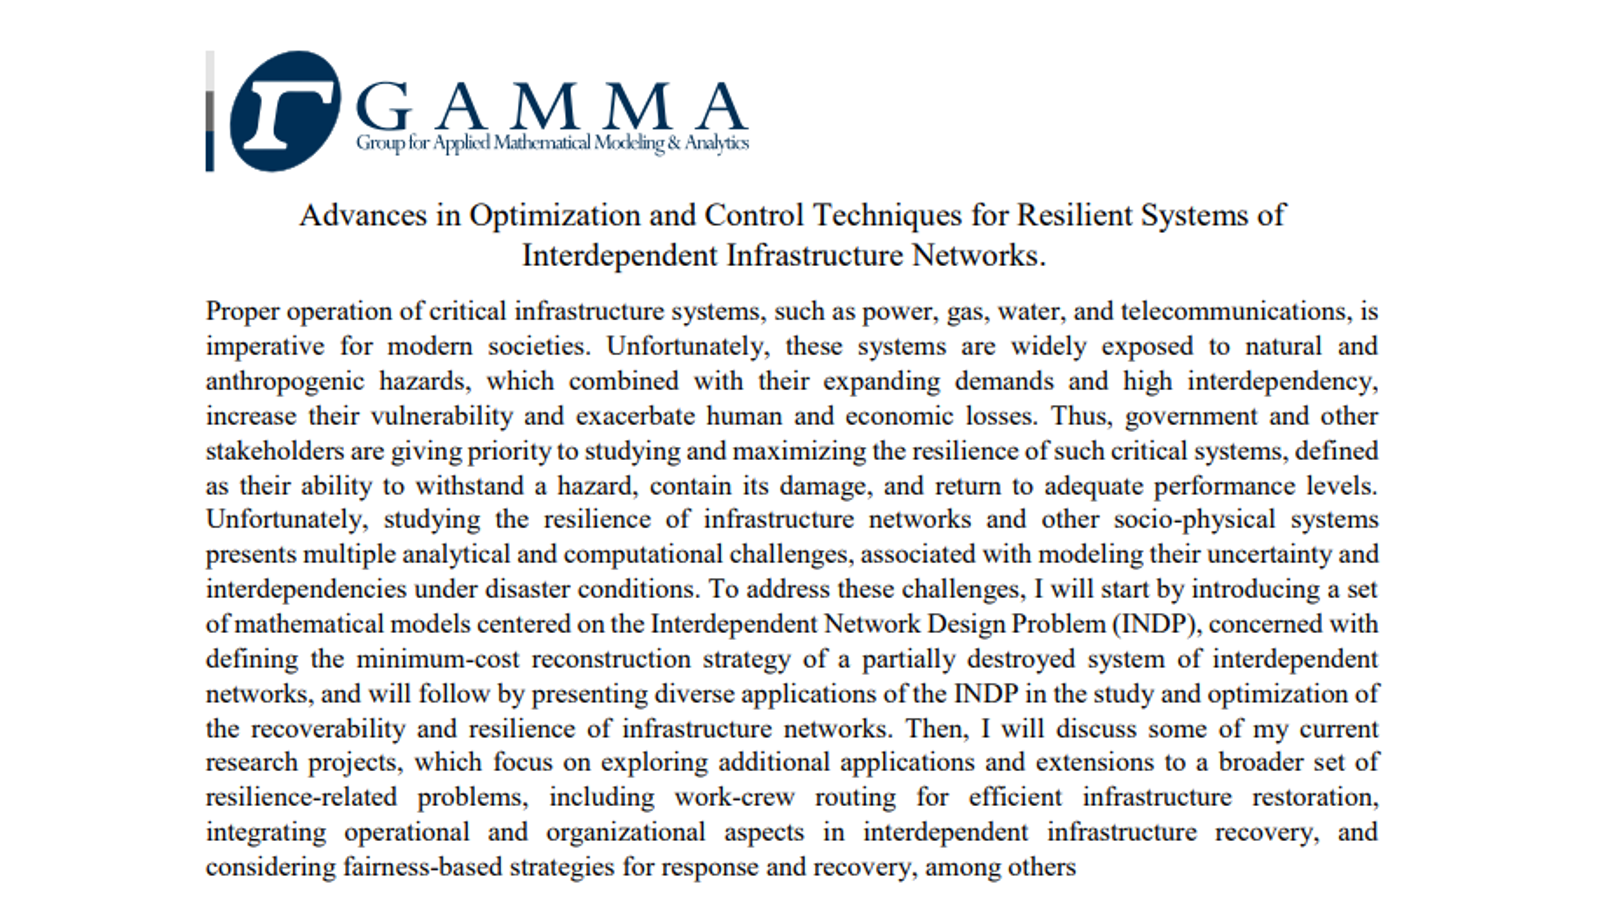 Γ GAMMA
Group for Applied Mathematical Modeling & Analytics
Advances in Optimization and Control Techniques for Resilient Systems of
Interdependent Infrastructure Networks.
Proper operation of critical infrastructure systems, such as power, gas, water, and telecommunications, is
imperative for modern societies. Unfortunately, these systems are widely exposed to natural and
anthropogenic hazards, which combined with their expanding demands and high interdependency,
increase their vulnerability and exacerbate human and economic losses. Thus, government and other
stakeholders are giving priority to studying and maximizing the resilience of such critical systems, defined
as their ability to withstand a hazard, contain its damage, and return to adequate performance levels.
Unfortunately, studying the resilience of infrastructure networks and other socio-physical systems
presents multiple analytical and computational challenges, associated with modeling their uncertainty and
interdependencies under disaster conditions. To address these challenges, I will start by introducing a set
of mathematical models centered on the Interdependent Network Design Problem (INDP), concerned with
defining the minimum-cost reconstruction strategy of a partially destroyed system of interdependent
networks, and will follow by presenting diverse applications of the INDP in the study and optimization of
the recoverability and resilience of infrastructure networks. Then, I will discuss some of my current
research projects, which focus on exploring additional applications and extensions to a broader set of
resilience-related problems, including work-crew routing for efficient infrastructure restoration,
integrating operational and organizational aspects in interdependent infrastructure recovery, and
considering fairness-based strategies for response and recovery, among others